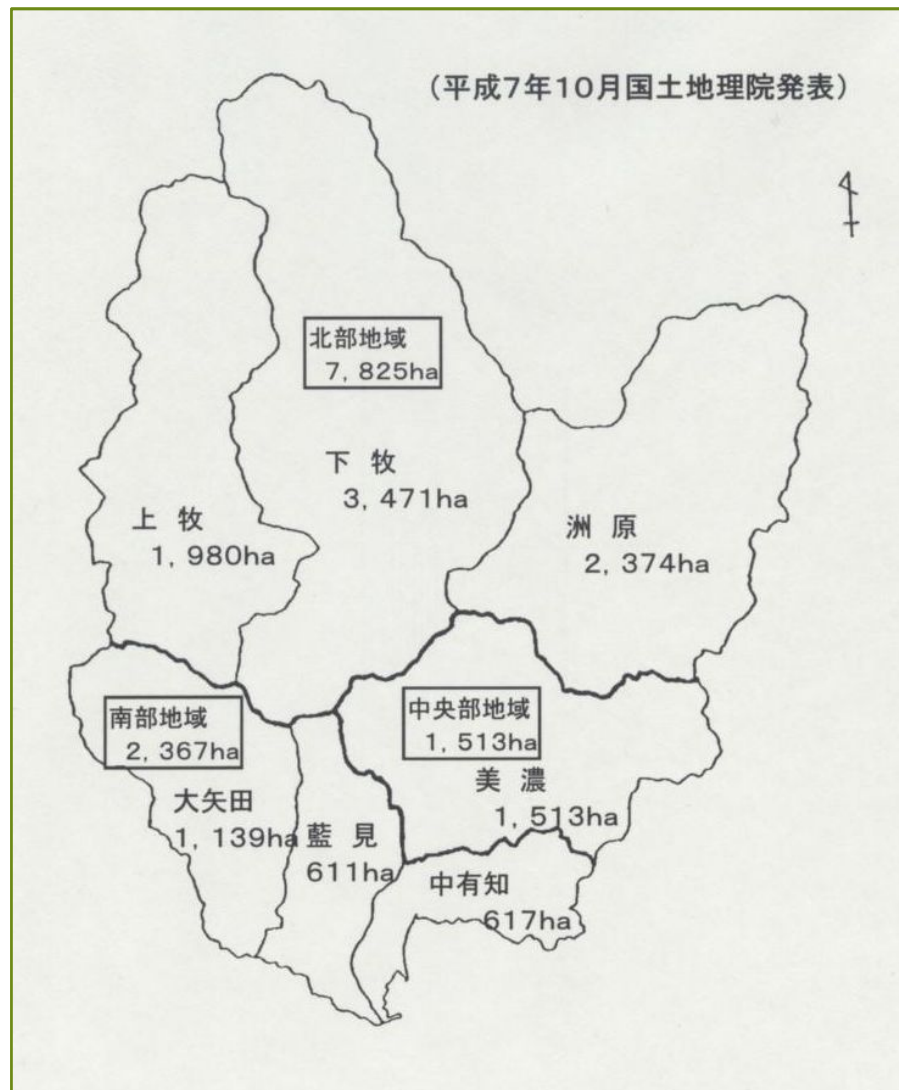 (平成7年10月国土地理院発表)
北部地域
7,825ha
下牧
3,471ha
上牧
1,980ha
洲原
2,374ha
南部地域
2,367ha
中央部地域
1,513ha
美濃
1,513ha
大矢田
1,139ha
藍見
611ha
中有知
617ha